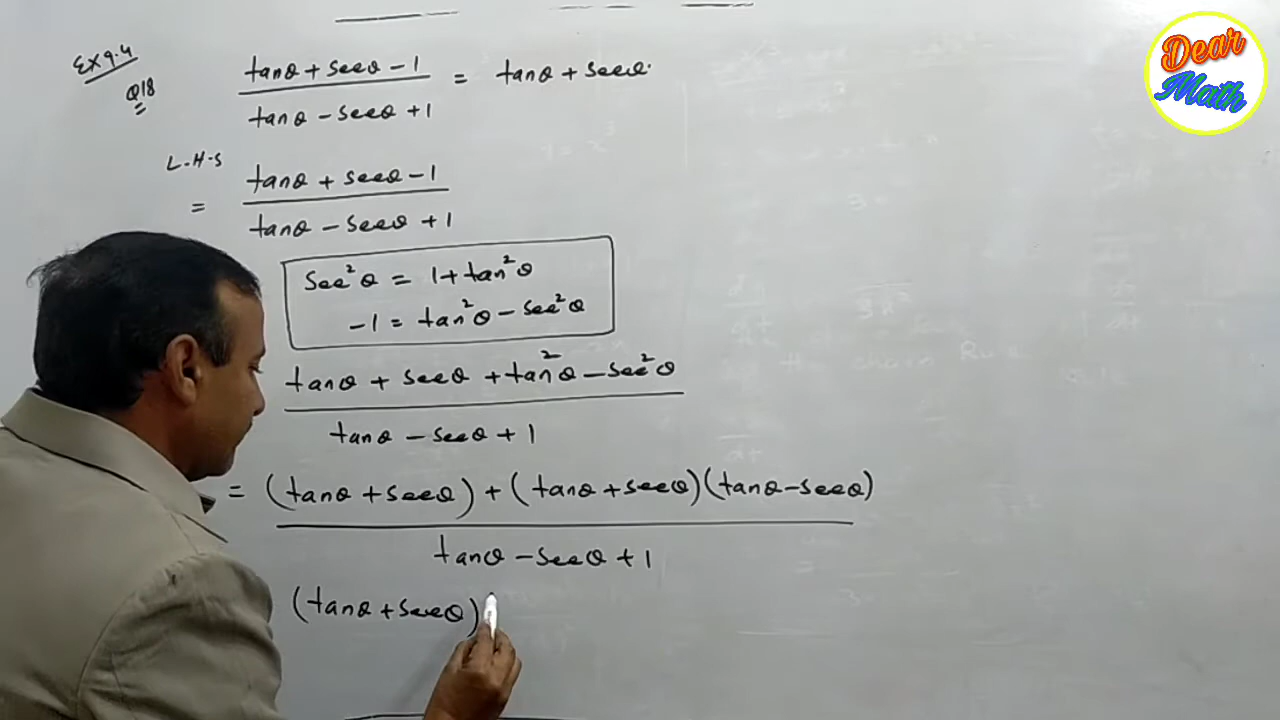 Ex 9.4
Q18
tanθ + secθ - 1 / tanθ - secθ + 1 = tanθ + secθ.
L.H.S
= tanθ + secθ - 1 / tanθ - secθ + 1
sec²θ = 1 + tan²θ
-1 = tan²θ - sec²θ
tanθ + secθ + tan²θ - sec²θ / tanθ - secθ + 1
= (tanθ + secθ) + (tanθ + secθ)(tanθ - secθ) / tanθ - secθ + 1
(tanθ + secθ)
Dear
Math